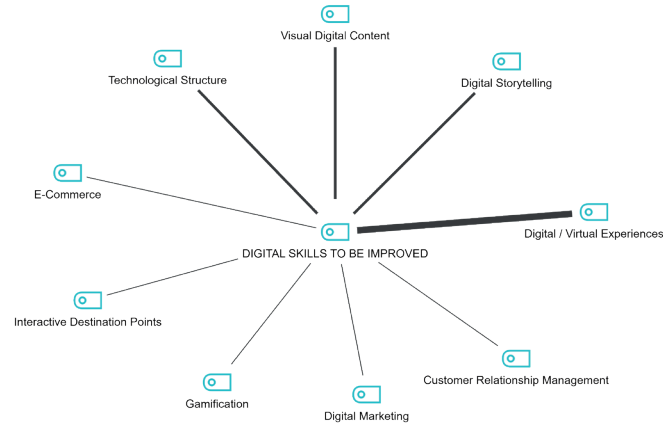 Visual Digital Content
Technological Structure
Digital Storytelling
E-Commerce
Digital / Virtual Experiences
DIGITAL SKILLS TO BE IMPROVED
Interactive Destination Points
Customer Relationship Management
Gamification
Digital Marketing